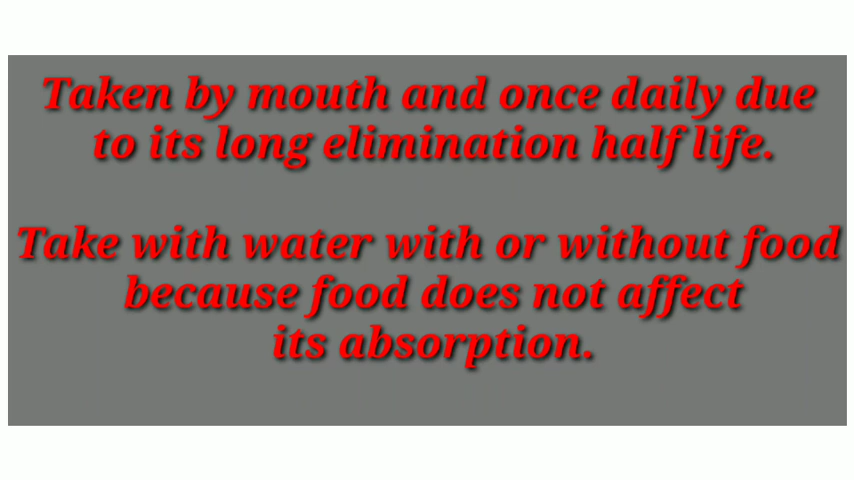 Taken by mouth and once daily due
to its long elimination half life.
Take with water with or without food
because food does not affect
its absorption.